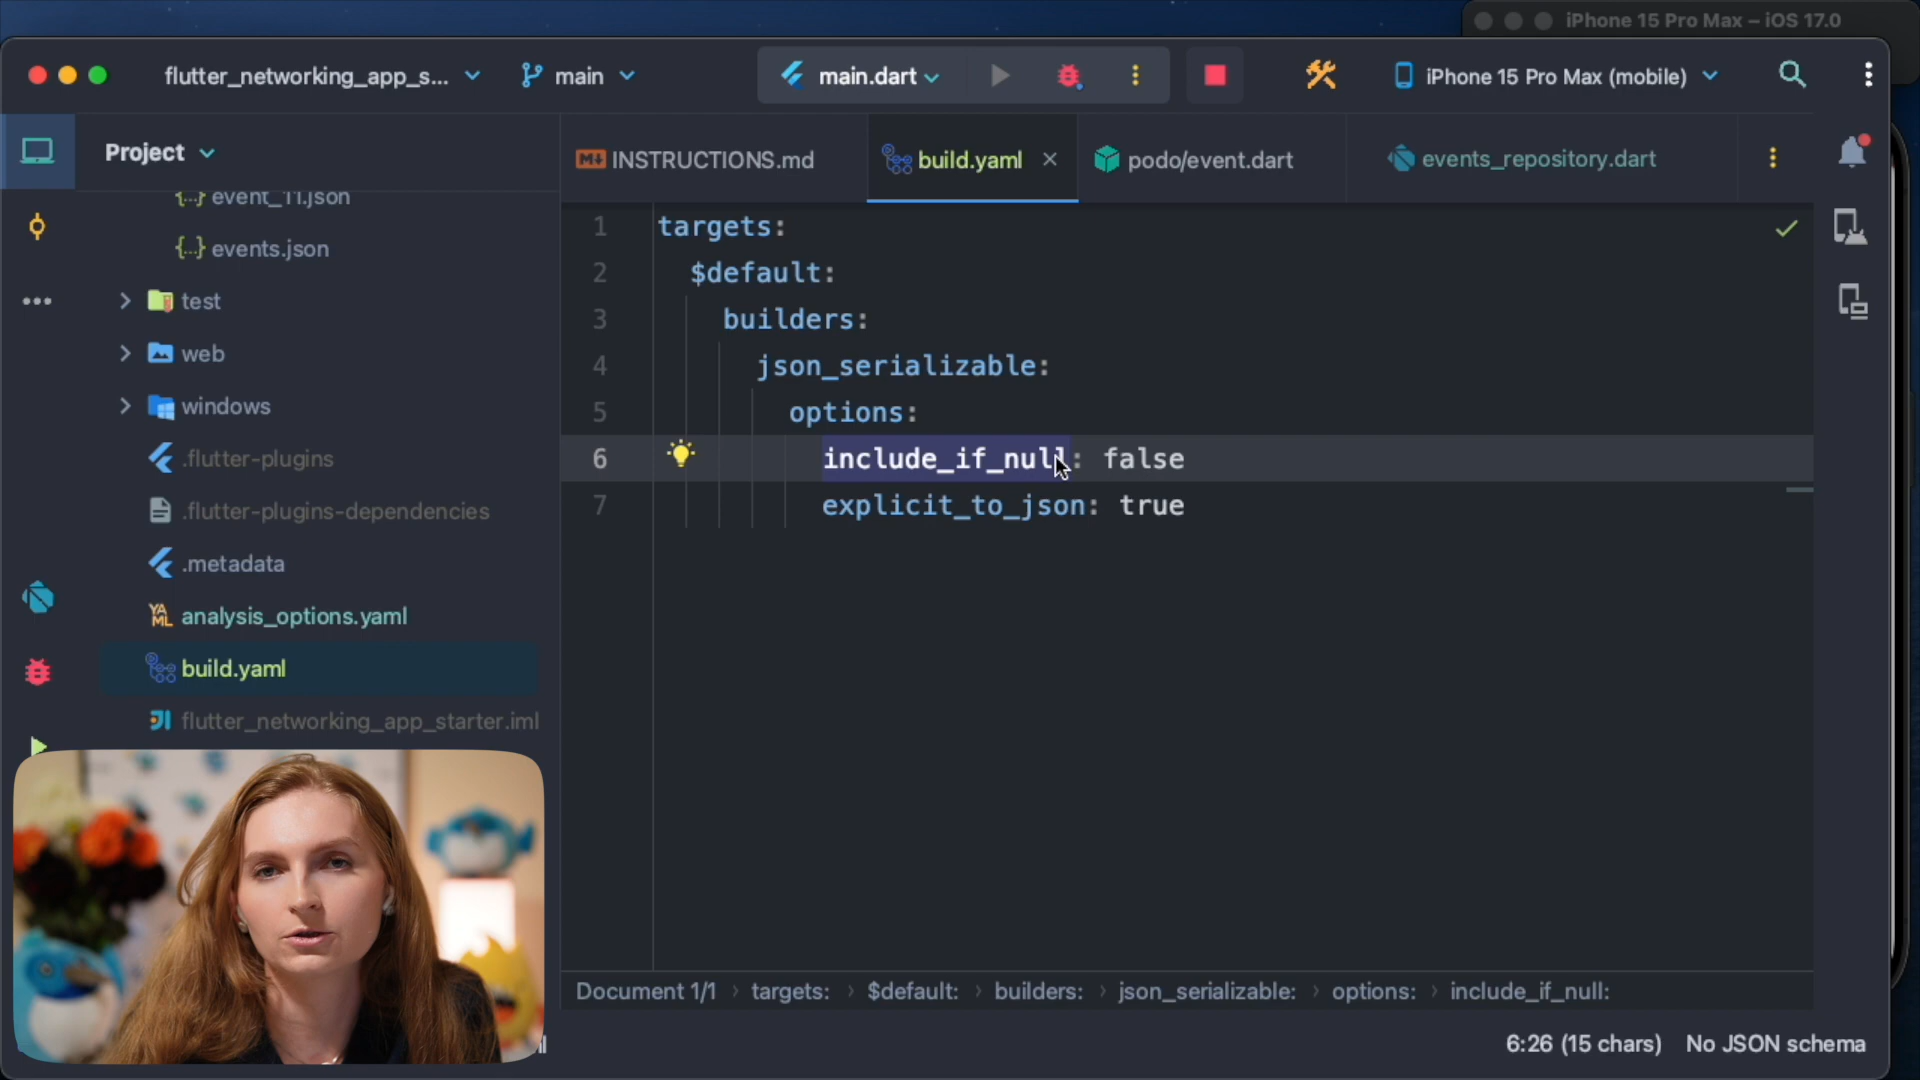 iPhone 15 Pro Max – iOS 17.0
flutter_networking_app_s...
main
main.dart
iPhone 15 Pro Max (mobile)
Project
INSTRUCTIONS.md
build.yaml
podo/event.dart
events_repository.dart
event_11.json
events.json
test
web
windows
.flutter-plugins
.flutter-plugins-dependencies
.metadata
analysis_options.yaml
build.yaml
flutter_networking_app_starter.iml
1 targets:
2 $default:
3 builders:
4 json_serializable:
5 options:
6 include_if_null: false
7 explicit_to_json: true
Document 1/1 › targets: › $default: › builders: › json_serializable: › options: › include_if_null:
6:26 (15 chars) No JSON schema